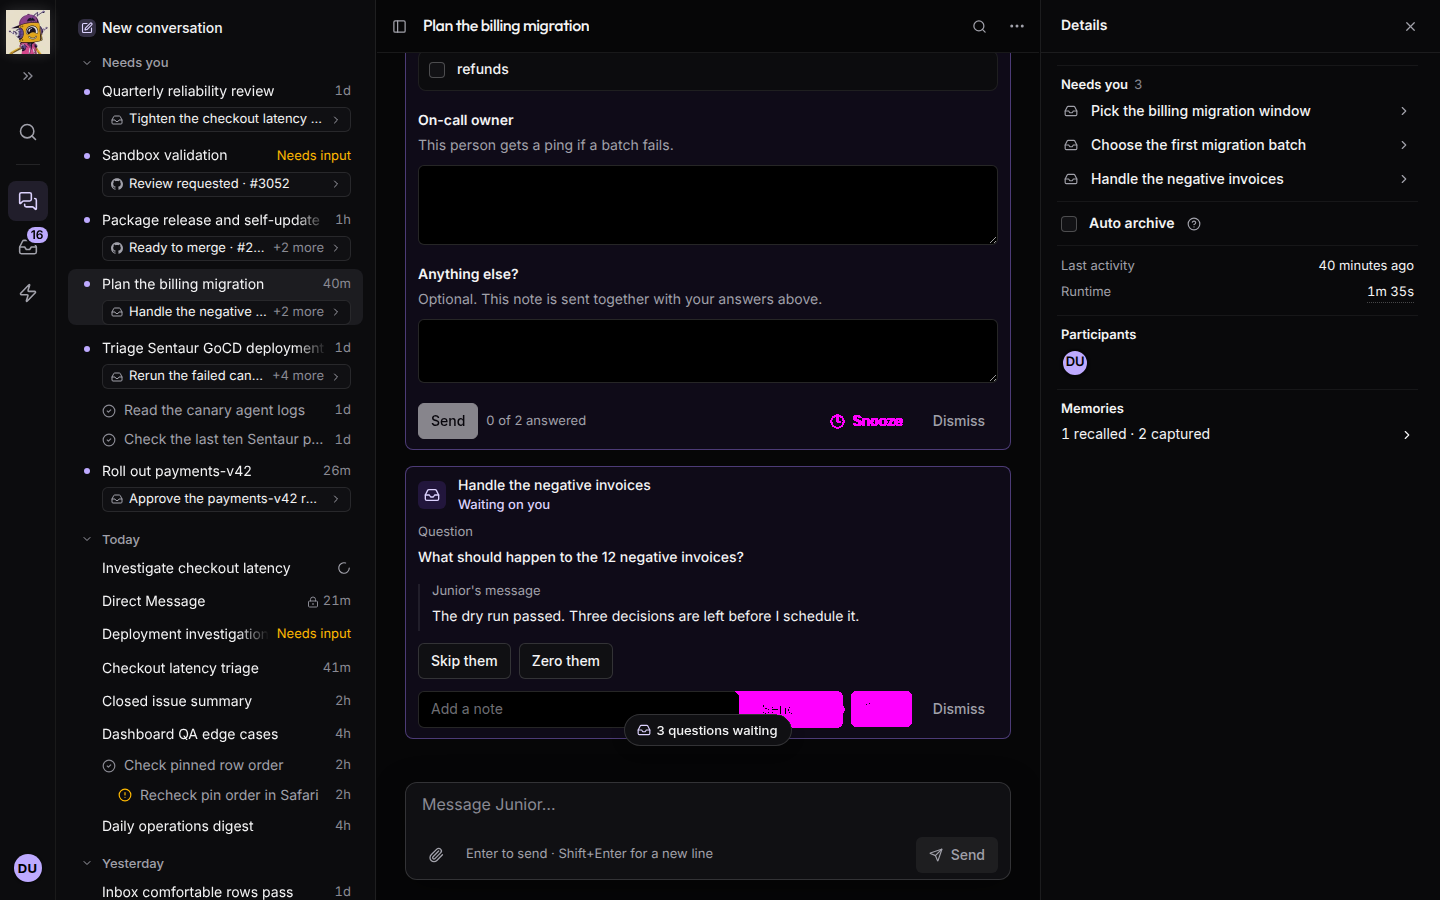 New conversation
Needs you
Quarterly reliability review 1d
Tighten the checkout latency ...
Sandbox validation Needs input
Review requested · #3052
Package release and self-update 1h
Ready to merge · #2... +2 more
Plan the billing migration 40m
Handle the negative ... +2 more
Triage Sentaur GoCD deployment 1d
Rerun the failed can... +4 more
Read the canary agent logs 1d
Check the last ten Sentaur p... 1d
Roll out payments-v42 26m
Approve the payments-v42 r...
Today
Investigate checkout latency
Direct Message 21m
Deployment investigation Needs input
Checkout latency triage 41m
Closed issue summary 2h
Dashboard QA edge cases 4h
Check pinned row order 2h
Recheck pin order in Safari 2h
Daily operations digest 4h
Yesterday
Inbox comfortable rows pass 1d
16
DU
Plan the billing migration
refunds
On-call owner
This person gets a ping if a batch fails.
Anything else?
Optional. This note is sent together with your answers above.
Send 0 of 2 answered Snooze Dismiss
Handle the negative invoices
Waiting on you
Question
What should happen to the 12 negative invoices?
Junior's message
The dry run passed. Three decisions are left before I schedule it.
Skip them Zero them
Add a note Dismiss
3 questions waiting
Message Junior...
Enter to send · Shift+Enter for a new line Send
Details
Needs you 3
Pick the billing migration window
Choose the first migration batch
Handle the negative invoices
Auto archive
Last activity 40 minutes ago
Runtime 1m 35s
Participants
DU
Memories
1 recalled · 2 captured